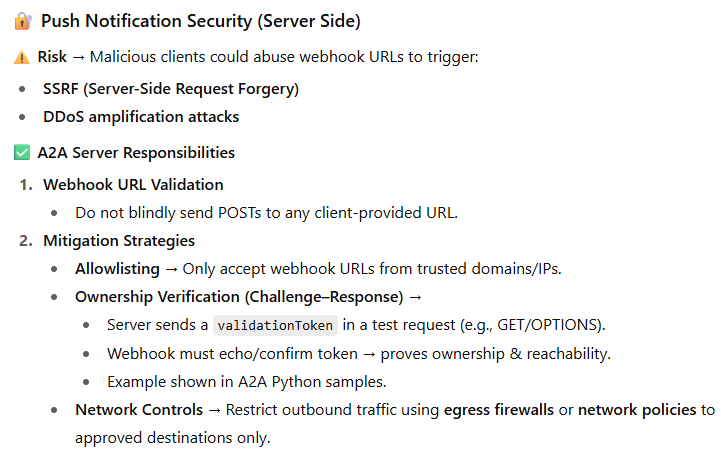 🔐 Push Notification Security (Server Side)
⚠️ Risk → Malicious clients could abuse webhook URLs to trigger:
• SSRF (Server-Side Request Forgery)
• DDoS amplification attacks
✅ A2A Server Responsibilities
1. Webhook URL Validation
• Do not blindly send POSTs to any client-provided URL.
2. Mitigation Strategies
• Allowlisting → Only accept webhook URLs from trusted domains/IPs.
• Ownership Verification (Challenge–Response) →
• Server sends a validationToken in a test request (e.g., GET/OPTIONS).
• Webhook must echo/confirm token → proves ownership & reachability.
• Example shown in A2A Python samples.
• Network Controls → Restrict outbound traffic using egress firewalls or network policies to
approved destinations only.